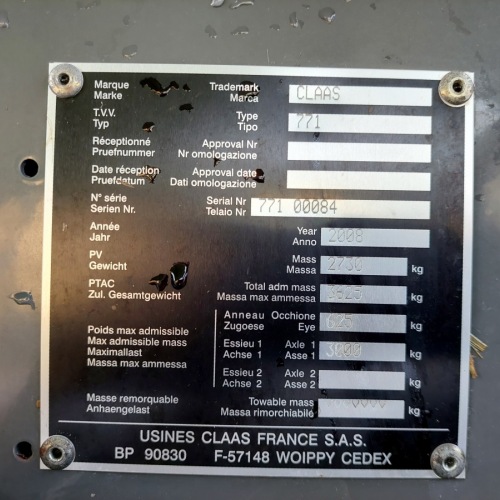 Marque Trademark CLAAS
Marke Marca
T.V.V. Type 771
Typ Tipo
Réceptionné Approval Nr
Pruefnummer Nr omologazione
Date réception Approval date
Pruefdatum Dati omologazione
N° série Serial Nr 771 00084
Serien Nr. Telaio Nr
Année Year 2008
Jahr Anno
PV Mass 2730 kg
Gewicht Massa
PTAC Total adm mass kg
Zul. Gesamtgewicht Massa max ammessa
Poids max admissible Anneau Occhione 625 kg
Max admissible mass Zugoese Eye
Maximallast Essieu 1 Axle 1 kg
Massa max ammessa Achse 1 Asse 1
Essieu 2 Axle 2 kg
Achse 2 Asse 2
Masse remorquable Towable mass kg
Anhaengelast Massa rimorchiabile
USINES CLAAS FRANCE S.A.S.
BP 90830 F-57148 WOIPPY CEDEX